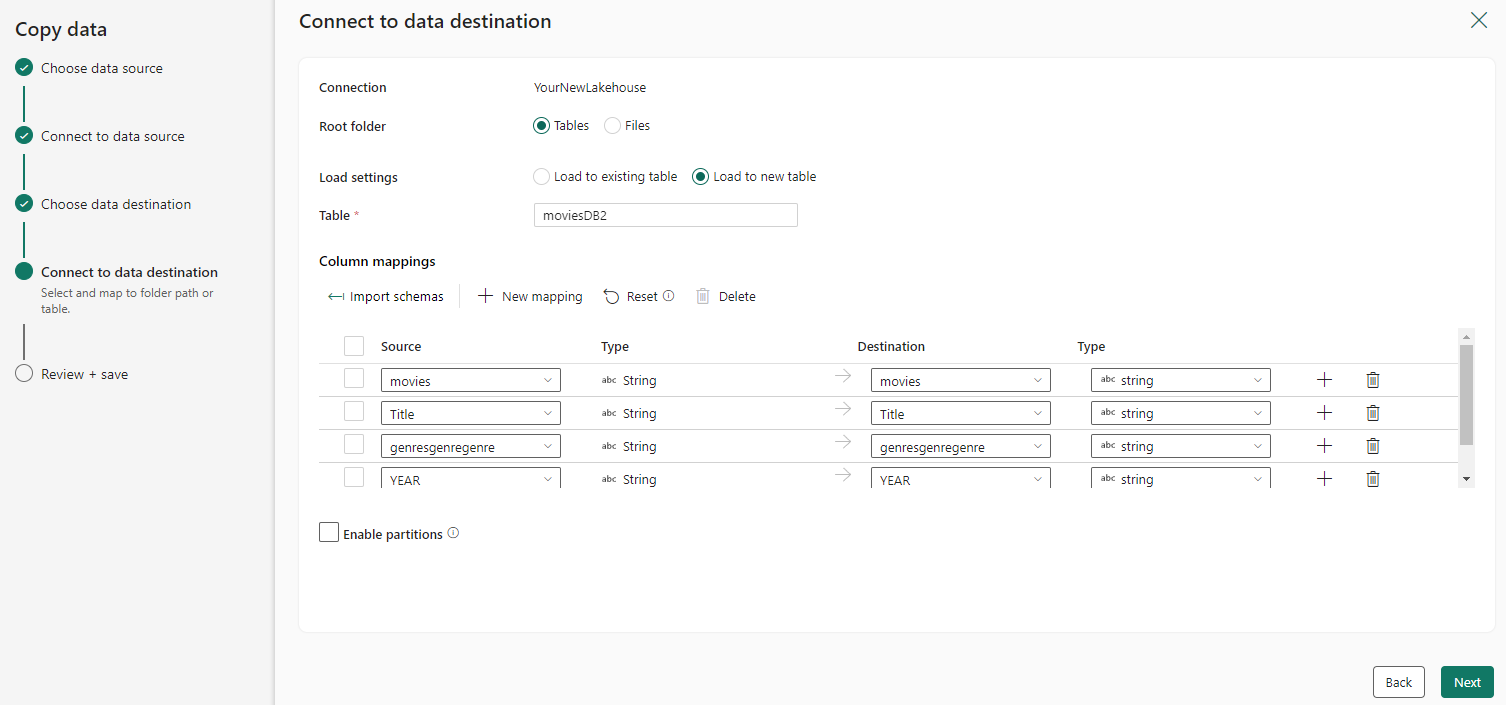 Copy data
Choose data source
Connect to data source
Choose data destination
Connect to data destination
Select and map to folder path or
table.
Review + save
Connect to data destination
Connection YourNewLakehouse
Root folder Tables Files
Load settings Load to existing table Load to new table
Table * moviesDB2
Column mappings
Import schemas New mapping Reset Delete
Source Type Destination Type
movies abc String movies abc string
Title abc String Title abc string
genresgenregenre abc String genresgenregenre abc string
YEAR abc String YEAR abc string
Enable partitions
Back Next